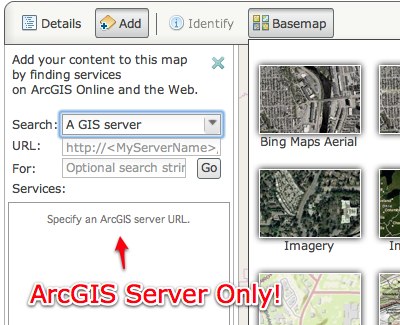 Details Add Identify Basemap
Add your content to this map
by finding services
on ArcGIS Online and the Web.
Search: A GIS server
URL: http://<MyServerName>
For: Optional search strin Go
Services:
Specify an ArcGIS server URL.
ArcGIS Server Only!
Bing Maps Aerial
Imagery